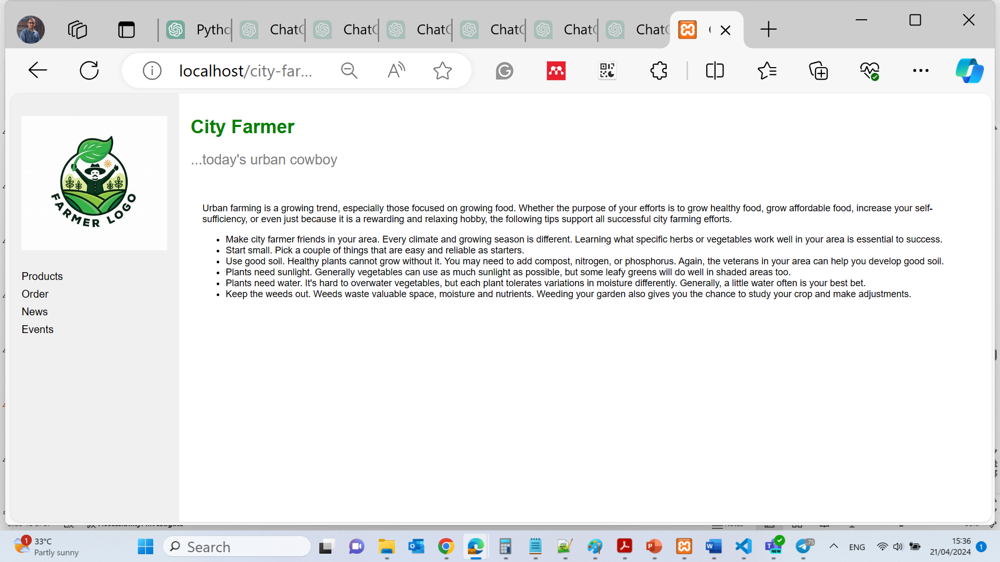 Pytho
ChatG
ChatG
ChatG
ChatG
ChatG
ChatG
localhost/city-far...
FARMER LOGO
Products
Order
News
Events
City Farmer
...today's urban cowboy
Urban farming is a growing trend, especially those focused on growing food. Whether the purpose of your efforts is to grow healthy food, grow affordable food, increase your self-
sufficiency, or even just because it is a rewarding and relaxing hobby, the following tips support all successful city farming efforts.
• Make city farmer friends in your area. Every climate and growing season is different. Learning what specific herbs or vegetables work well in your area is essential to success.
• Start small. Pick a couple of things that are easy and reliable as starters.
• Use good soil. Healthy plants cannot grow without it. You may need to add compost, nitrogen, or phosphorus. Again, the veterans in your area can help you develop good soil.
• Plants need sunlight. Generally vegetables can use as much sunlight as possible, but some leafy greens will do well in shaded areas too.
• Plants need water. It's hard to overwater vegetables, but each plant tolerates variations in moisture differently. Generally, a little water often is your best bet.
• Keep the weeds out. Weeds waste valuable space, moisture and nutrients. Weeding your garden also gives you the chance to study your crop and make adjustments.
1
33°C
Partly sunny
Search
NEW
75
ENG
15:36
21/04/2024
1